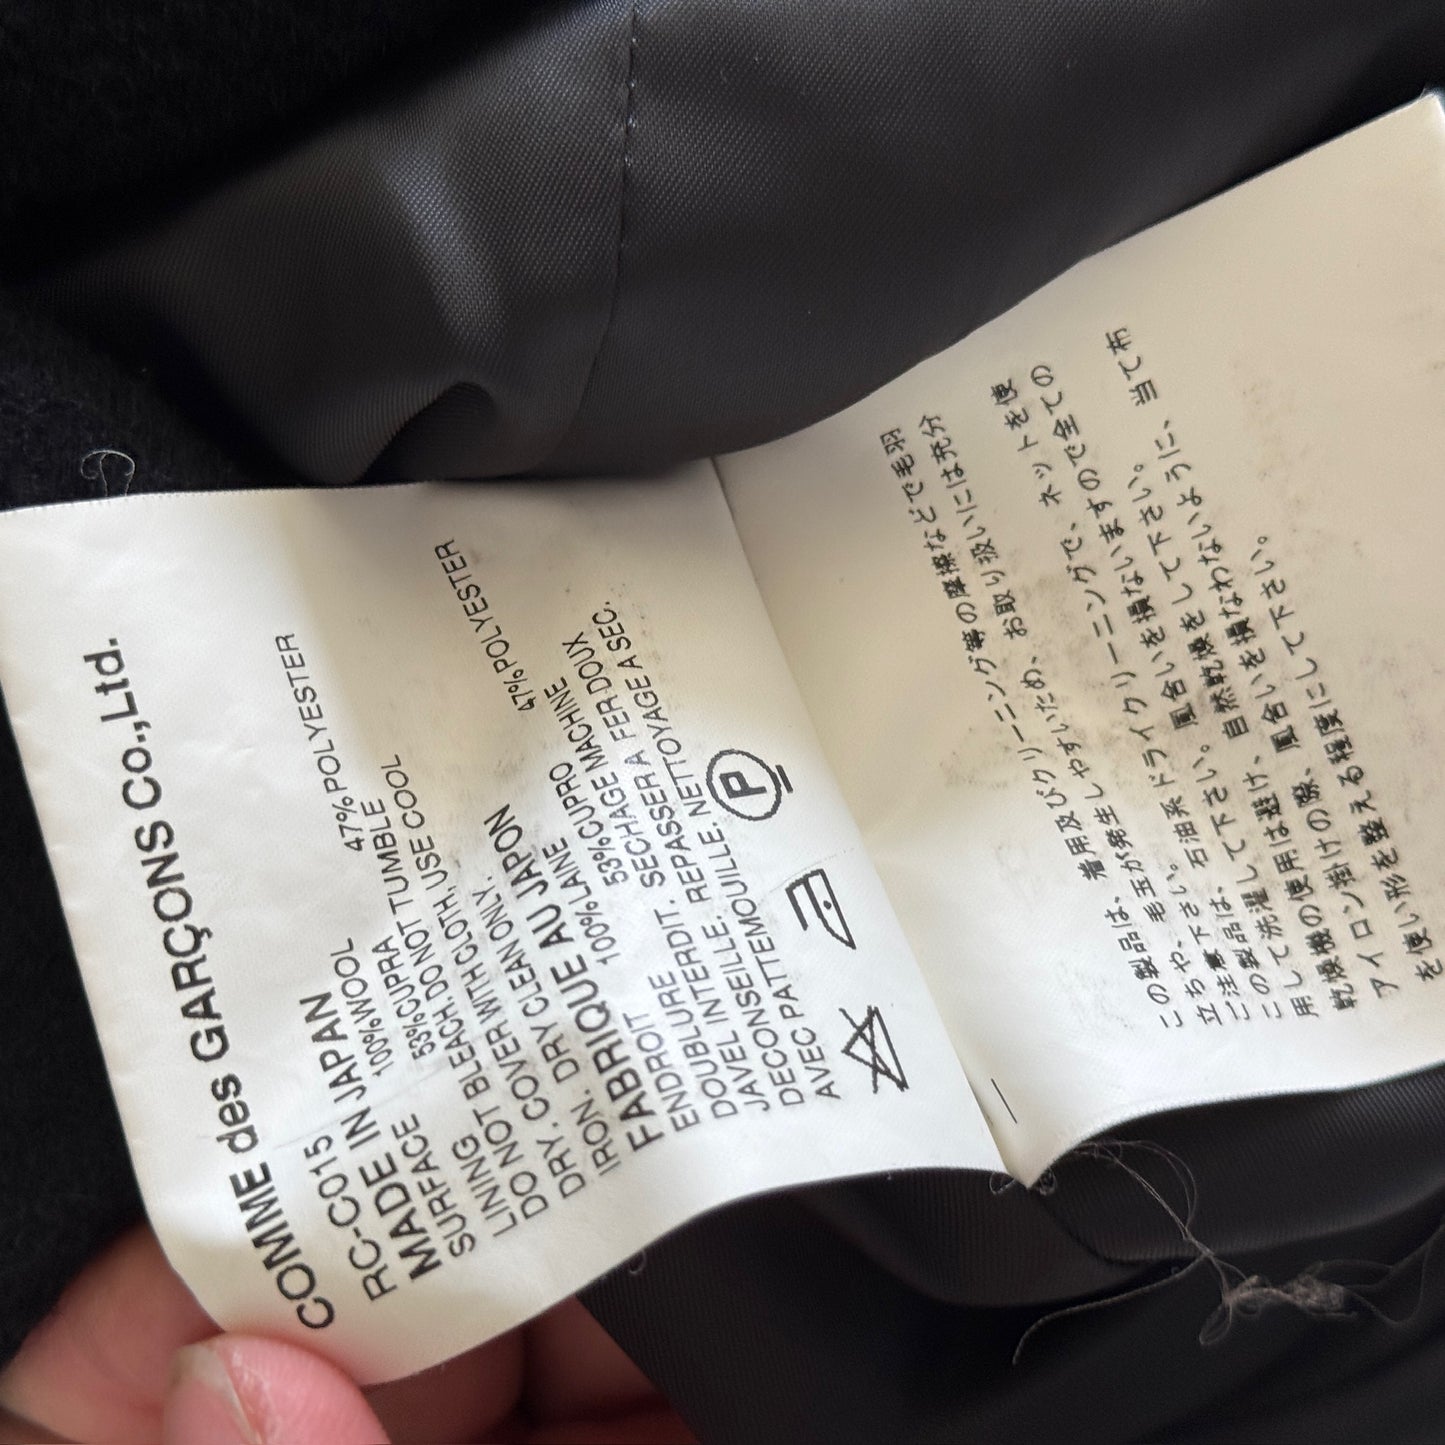 COMME des GARÇONS Co.,Ltd.
RC-C015
MADE IN JAPAN
SURFACE 100% WOOL
LINING 53% CUPRA 47% POLYESTER
DO NOT BLEACH. DO NOT TUMBLE
DRY. COVER WITH CLOTH, USE COOL
IRON. DRY CLEAN ONLY.
FABRIQUE AU JAPON
ENDROIT 100% LAINE
DOUBLURE 53% CUPRO 47% POLYESTER
JAVEL INTERDIT. SECHAGE MACHINE
DECONSEILLE. REPASSER A FER DOUX
AVEC PATTEMOUILLE. NETTOYAGE A SEC.
P
この製品は、着用及びクリーニング等の摩擦などで毛羽
立ちや、毛玉が発生しやすいため、お取り扱いには充分
ご注意下さい。
この製品は、石油系ドライクリーニングで、ネットを使
用して洗濯して下さい。風合いを損ないますので全ての
乾燥機の使用は避け、自然乾燥をして下さい。
アイロン掛けの際、風合いを損なわないように、当て布
を使い形を整える程度にして下さい。